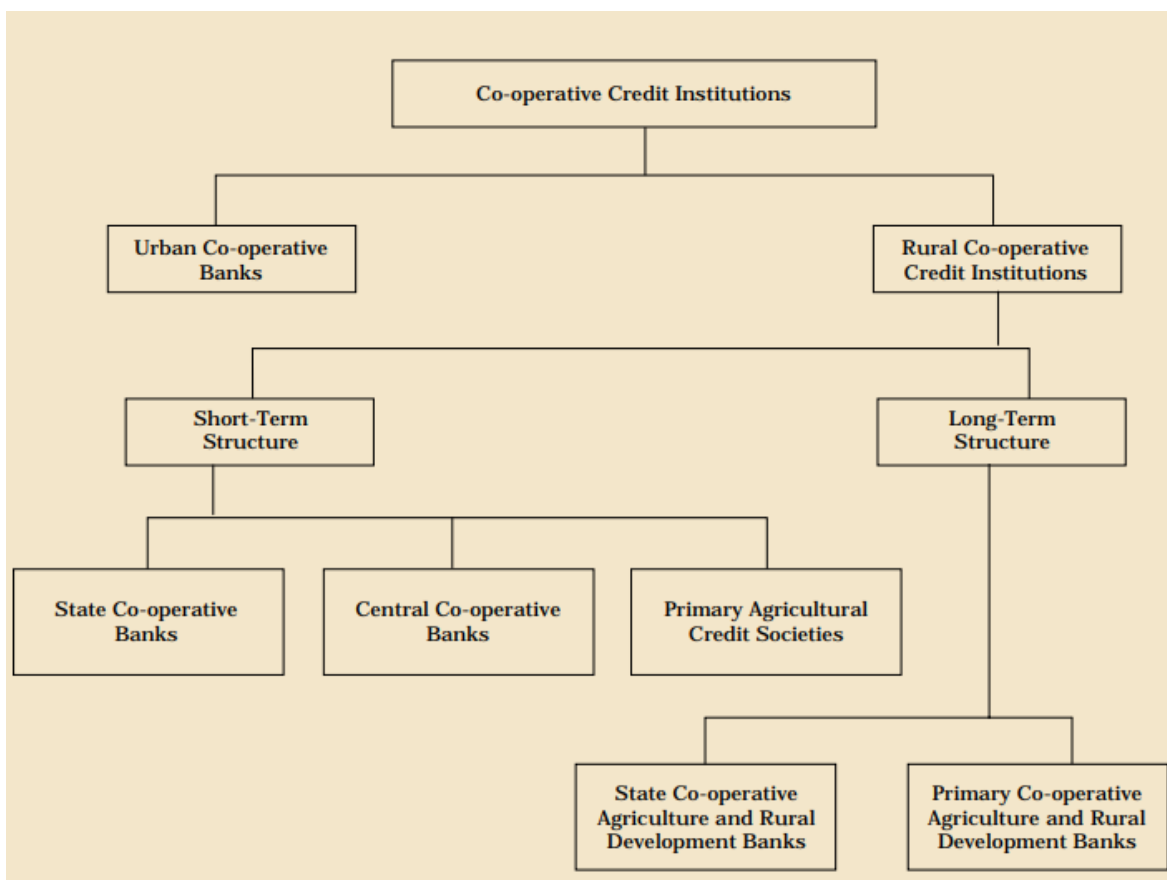 Co-operative Credit Institutions
Urban Co-operative
Banks
Rural Co-operative
Credit Institutions
Short-Term
Structure
Long-Term
Structure
State Co-operative
Banks
Central Co-operative
Banks
Primary Agricultural
Credit Societies
State Co-operative
Agriculture and Rural
Development Banks
Primary Co-operative
Agriculture and Rural
Development Banks